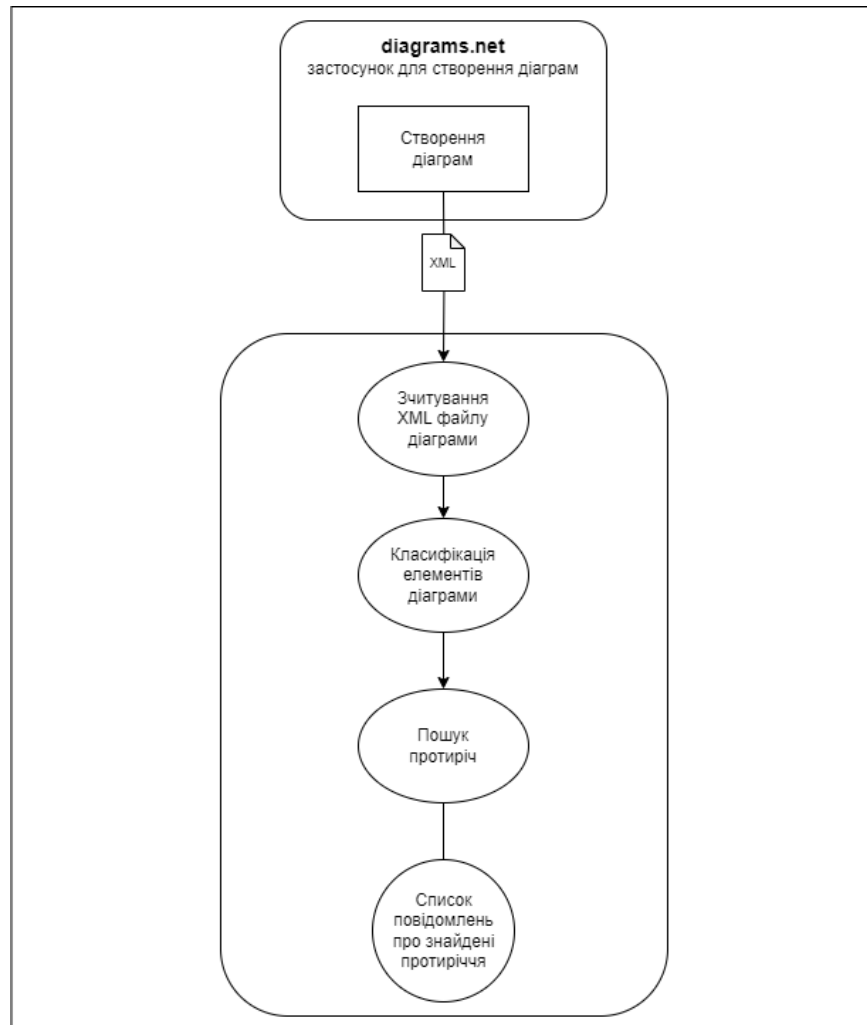 diagrams.net
застосунок для створення діаграм
Створення
діаграм
XML
Зчитування
XML файлу
діаграми
Класифікація
елементів
діаграми
Пошук
протиріч
Список
повідомлень
про знайдені
протиріччя